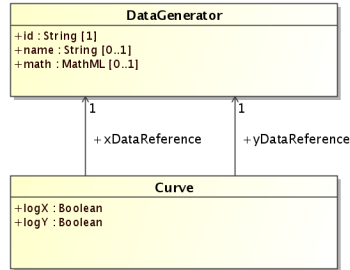 DataGenerator
+id : String [1]
+name : String [0..1]
+math : MathML [0..1]
1
1
+xDataReference
+yDataReference
Curve
+logX : Boolean
+logY : Boolean